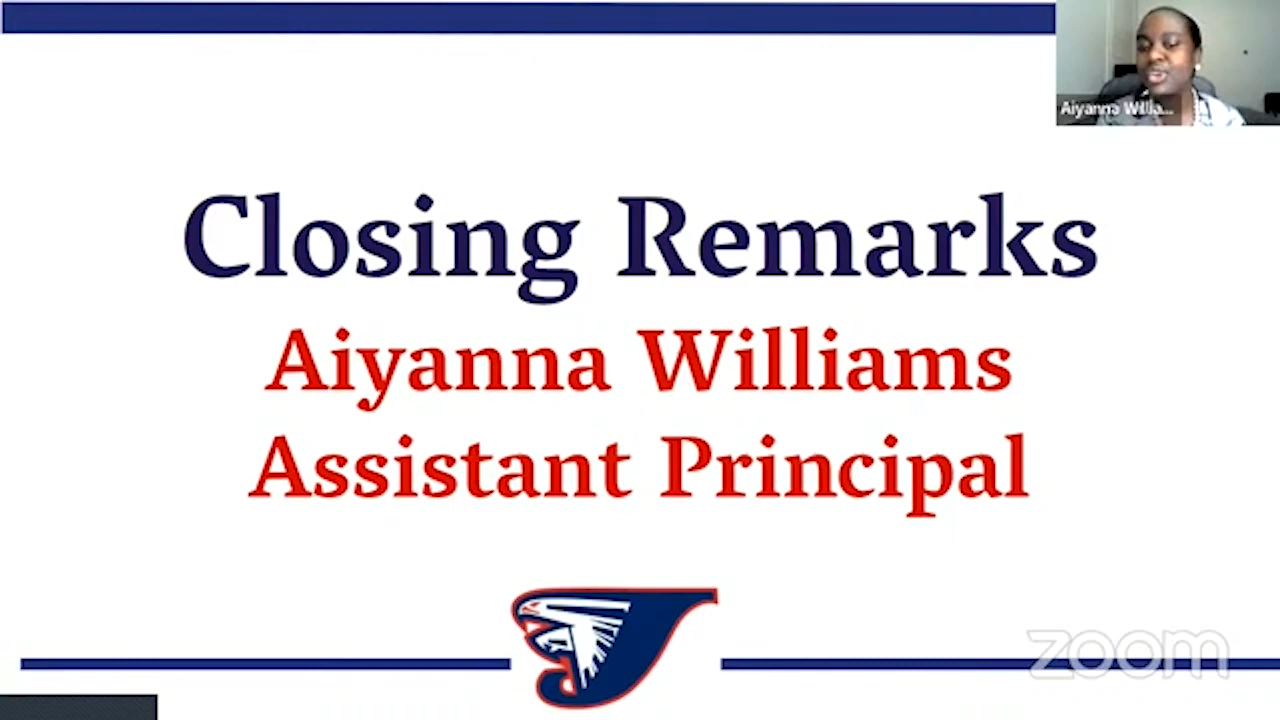 Aiyanna Willia...
Closing Remarks
Aiyanna Williams
Assistant Principal
zoom